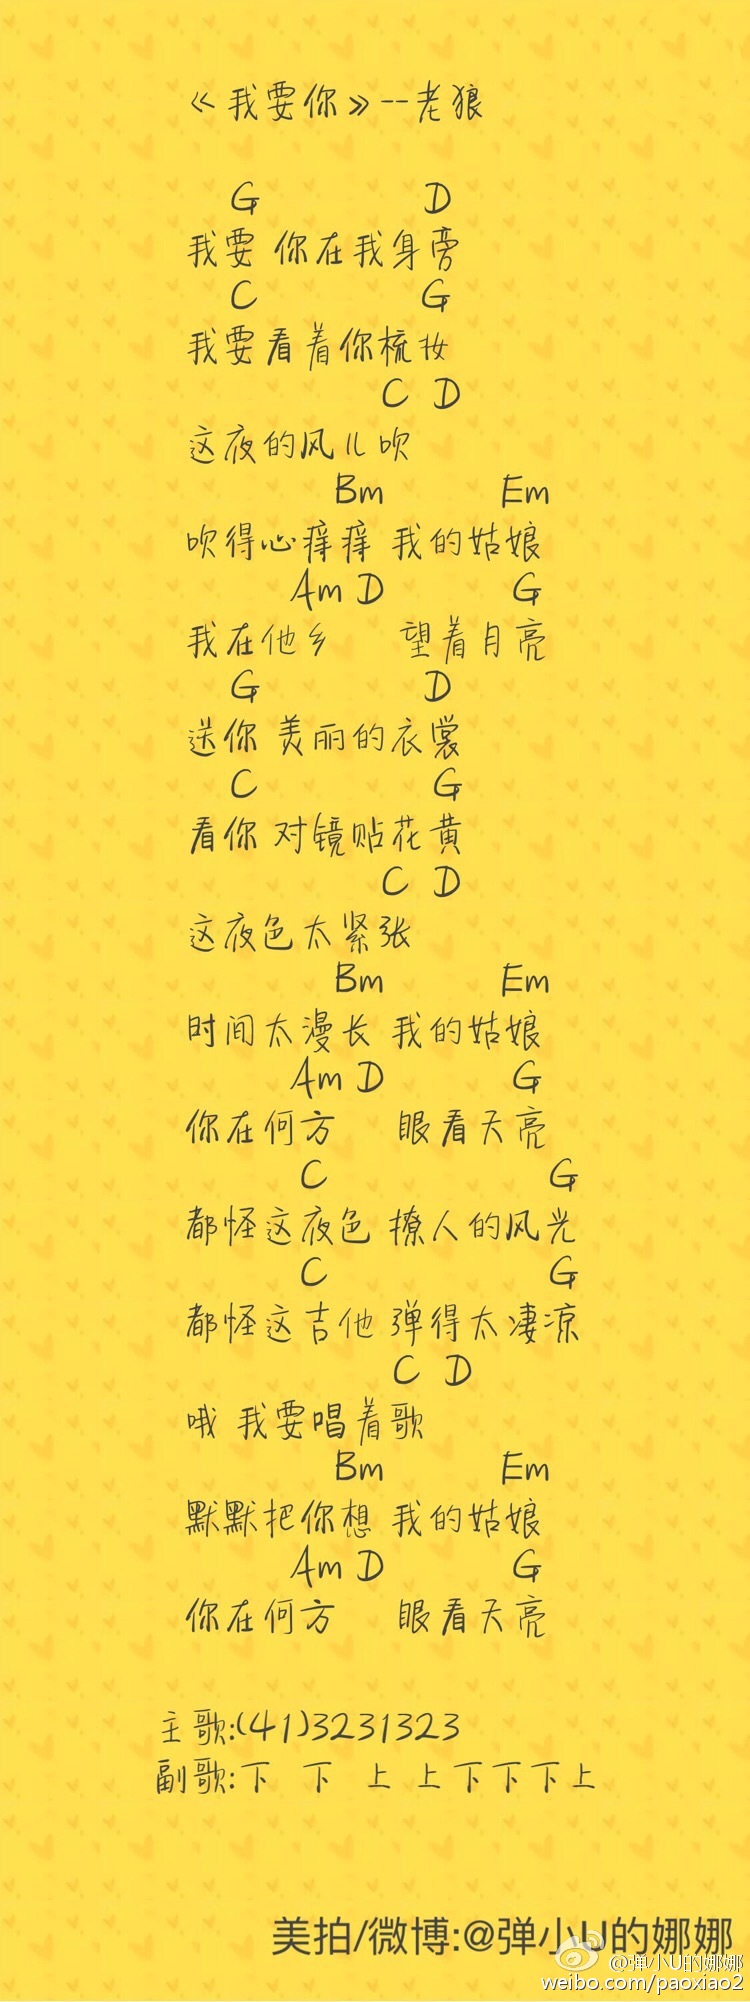 《我要你》--老狼
G D
我要 你在我身旁
C G
我要看着你梳妆
C D
这夜的风儿吹
Bm Em
吹得心痒痒 我的姑娘
Am D G
我在他乡 望着月亮
G D
送你 美丽的衣裳
C G
看你 对镜贴花黄
C D
这夜色太紧张
Bm Em
时间太漫长 我的姑娘
Am D G
你在何方 眼看天亮
C G
都怪这夜色 撩人的风光
C G
都怪这吉他 弹得太凄凉
C D
哦 我要唱着歌
Bm Em
默默把你想 我的姑娘
Am D G
你在何方 眼看天亮
主歌:(41)3231323
副歌:下 下 上 上下下下上
美拍/微博:@弹小U的娜娜
@弹小U的娜娜
weibo.com/paoxiao2